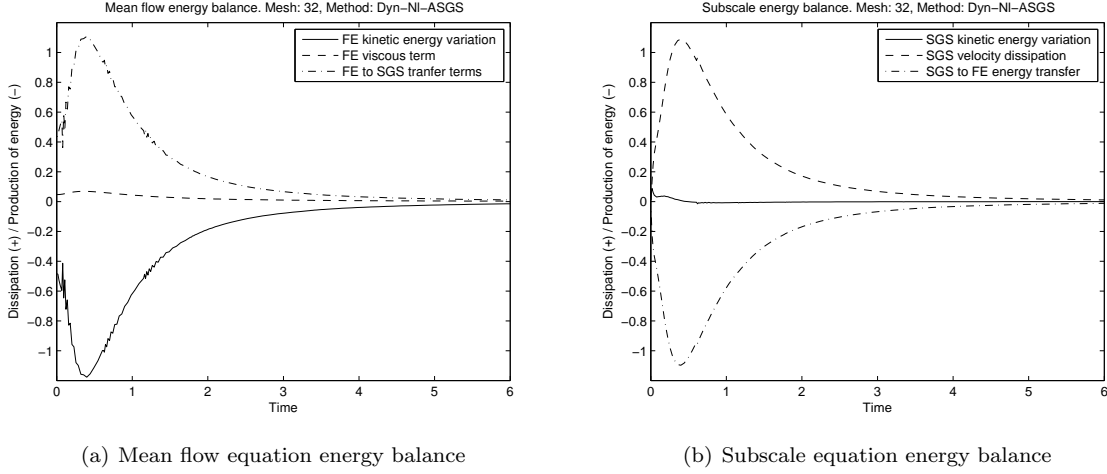 Mean flow energy balance. Mesh: 32, Method: Dyn-Nl-ASGS
FE kinetic energy variation
FE viscous term
FE to SGS tranfer terms
Dissipation (+) / Production of energy (-)
1
0.8
0.6
0.4
0.2
0
−0.2
−0.4
−0.6
−0.8
−1
0 1 2 3 4 5 6
Time
(a) Mean flow equation energy balance
Subscale energy balance. Mesh: 32, Method: Dyn-Nl-ASGS
SGS kinetic energy variation
SGS velocity dissipation
SGS to FE energy transfer
Dissipation (+) / Production of energy (-)
1
0.8
0.6
0.4
0.2
0
−0.2
−0.4
−0.6
−0.8
−1
0 1 2 3 4 5 6
Time
(b) Subscale equation energy balance